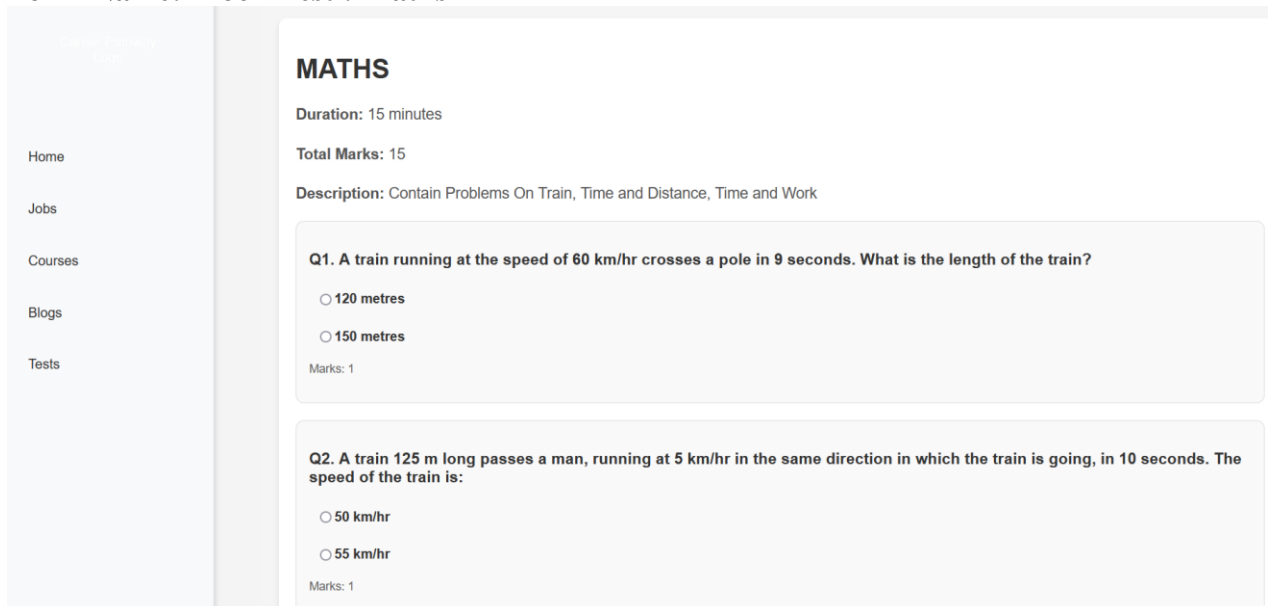 Home
Jobs
Courses
Blogs
Tests
MATHS
Duration: 15 minutes
Total Marks: 15
Description: Contain Problems On Train, Time and Distance, Time and Work
Q1. A train running at the speed of 60 km/hr crosses a pole in 9 seconds. What is the length of the train?
120 metres
150 metres
Marks: 1
Q2. A train 125 m long passes a man, running at 5 km/hr in the same direction in which the train is going, in 10 seconds. The
speed of the train is:
50 km/hr
55 km/hr
Marks: 1